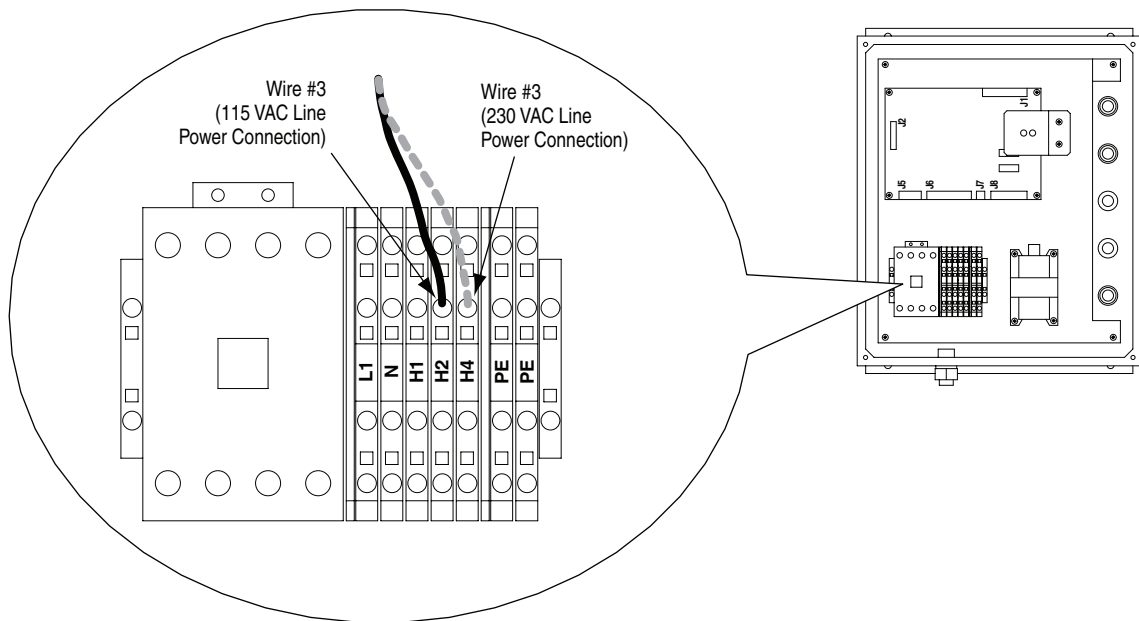 Wire #3
(115 VAC Line
Power Connection)
Wire #3
(230 VAC Line
Power Connection)
L1
N
H1
H2
H4
PE
PE
J1
J2
J5
J6
J7
J8